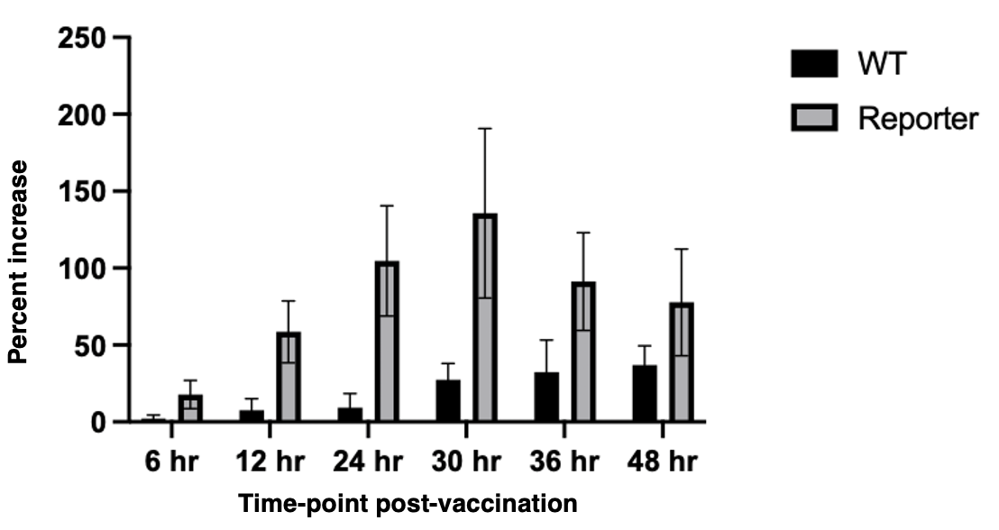 250
200
150
100
50
0
Percent increase
6 hr 12 hr 24 hr 30 hr 36 hr 48 hr
Time-point post-vaccination
WT
Reporter